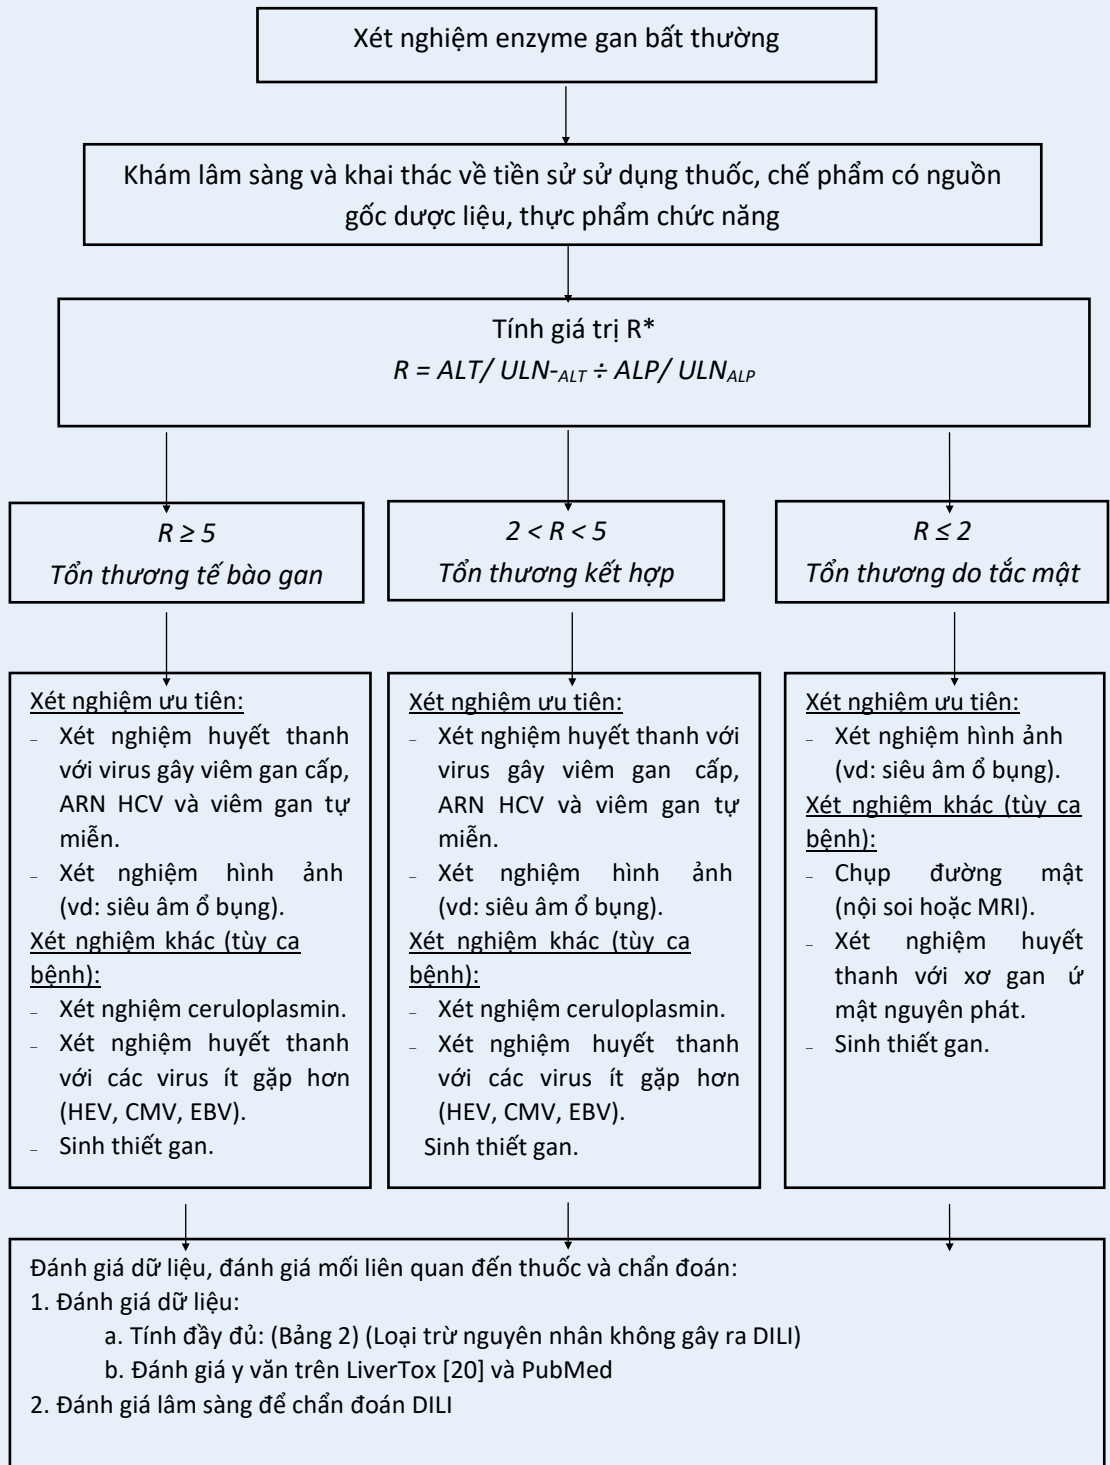 Xét nghiệm enzyme gan bất thường
Khám lâm sàng và khai thác về tiền sử sử dụng thuốc, chế phẩm có nguồn
gốc dược liệu, thực phẩm chức năng
Tính giá trị R*
R = ALT/ ULN-ALT ÷ ALP/ ULNALP
R ≥ 5
Tổn thương tế bào gan
2 < R < 5
Tổn thương kết hợp
R ≤ 2
Tổn thương do tắc mật
Xét nghiệm ưu tiên:
- Xét nghiệm huyết thanh
với virus gây viêm gan cấp,
ARN HCV và viêm gan tự
miễn.
- Xét nghiệm hình ảnh
(vd: siêu âm ổ bụng).
Xét nghiệm khác (tùy ca
bệnh):
- Xét nghiệm ceruloplasmin.
- Xét nghiệm huyết thanh
với các virus ít gặp hơn
(HEV, CMV, EBV).
- Sinh thiết gan.
Xét nghiệm ưu tiên:
- Xét nghiệm huyết thanh với
virus gây viêm gan cấp,
ARN HCV và viêm gan tự
miễn.
- Xét nghiệm hình ảnh
(vd: siêu âm ổ bụng).
Xét nghiệm khác (tùy ca
bệnh):
- Xét nghiệm ceruloplasmin.
- Xét nghiệm huyết thanh
với các virus ít gặp hơn
(HEV, CMV, EBV).
Sinh thiết gan.
Xét nghiệm ưu tiên:
- Xét nghiệm hình ảnh
(vd: siêu âm ổ bụng).
Xét nghiệm khác (tùy ca
bệnh):
- Chụp đường mật
(nội soi hoặc MRI).
- Xét nghiệm huyết
thanh với xơ gan ứ
mật nguyên phát.
- Sinh thiết gan.
Đánh giá dữ liệu, đánh giá mối liên quan đến thuốc và chẩn đoán:
1. Đánh giá dữ liệu:
a. Tính đầy đủ: (Bảng 2) (Loại trừ nguyên nhân không gây ra DILI)
b. Đánh giá y văn trên LiverTox [20] và PubMed
2. Đánh giá lâm sàng để chẩn đoán DILI